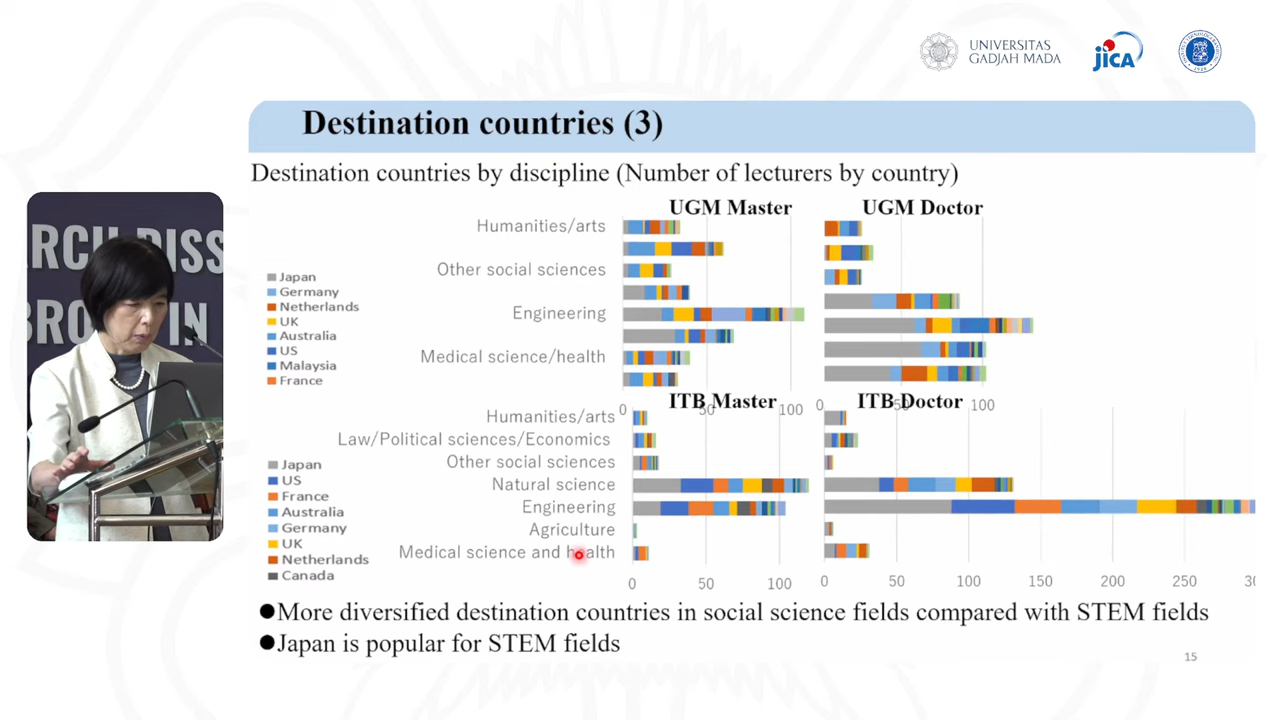 UNIVERSITAS
GADJAH MADA
JICA
Destination countries (3)
Destination countries by discipline (Number of lecturers by country)
UGM Master
UGM Doctor
Humanities/arts
Other social sciences
Engineering
Medical science/health
Japan
Germany
Netherlands
UK
Australia
US
Malaysia
France
0
50
100
0
50
100
ITB Master
ITB Doctor
Humanities/arts
Law/Political sciences/Economics
Other social sciences
Natural science
Engineering
Agriculture
Medical science and health
Japan
US
France
Australia
Germany
UK
Netherlands
Canada
0
50
100
0
50
100
150
200
250
30
●More diversified destination countries in social science fields compared with STEM fields
●Japan is popular for STEM fields
15